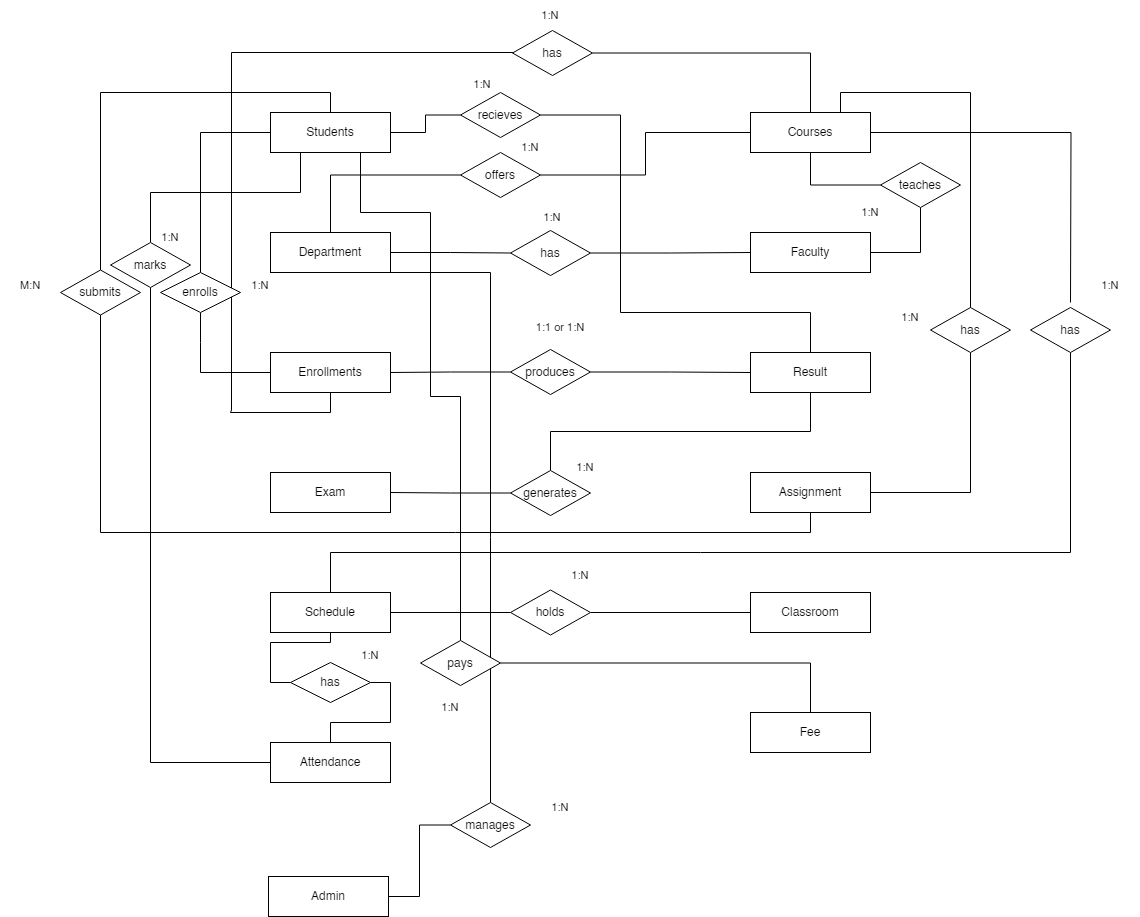 1:N
has
1:N
recieves
Students
Courses
1:N
offers
teaches
1:N
1:N
1:N
Department
has
Faculty
marks
M:N
submits
enrolls
1:N
1:N
1:N
has
has
1:1 or 1:N
Enrollments
produces
Result
1:N
Exam
generates
Assignment
1:N
Schedule
holds
Classroom
1:N
has
pays
1:N
Fee
Attendance
1:N
manages
Admin